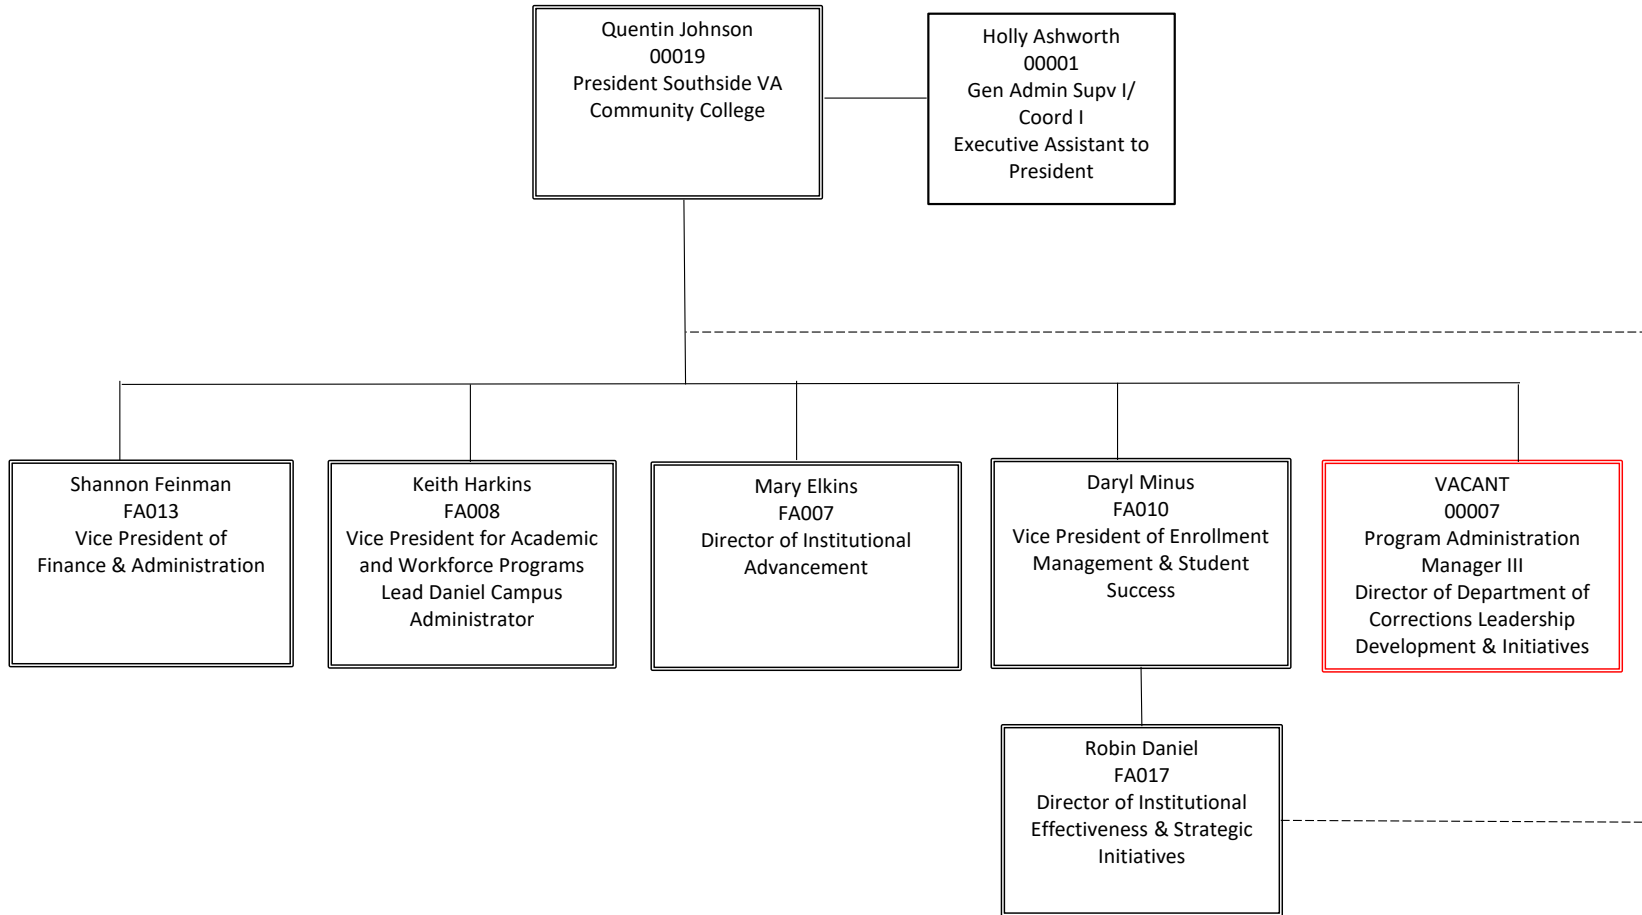 Quentin Johnson
00019
President Southside VA
Community College
Holly Ashworth
00001
Gen Admin Supv I/
Coord I
Executive Assistant to
President
Shannon Feinman
FA013
Vice President of
Finance & Administration
Keith Harkins
FA008
Vice President for Academic
and Workforce Programs
Lead Daniel Campus
Administrator
Mary Elkins
FA007
Director of Institutional
Advancement
Daryl Minus
FA010
Vice President of Enrollment
Management & Student
Success
VACANT
00007
Program Administration
Manager III
Director of Department of
Corrections Leadership
Development & Initiatives
Robin Daniel
FA017
Director of Institutional
Effectiveness & Strategic
Initiatives